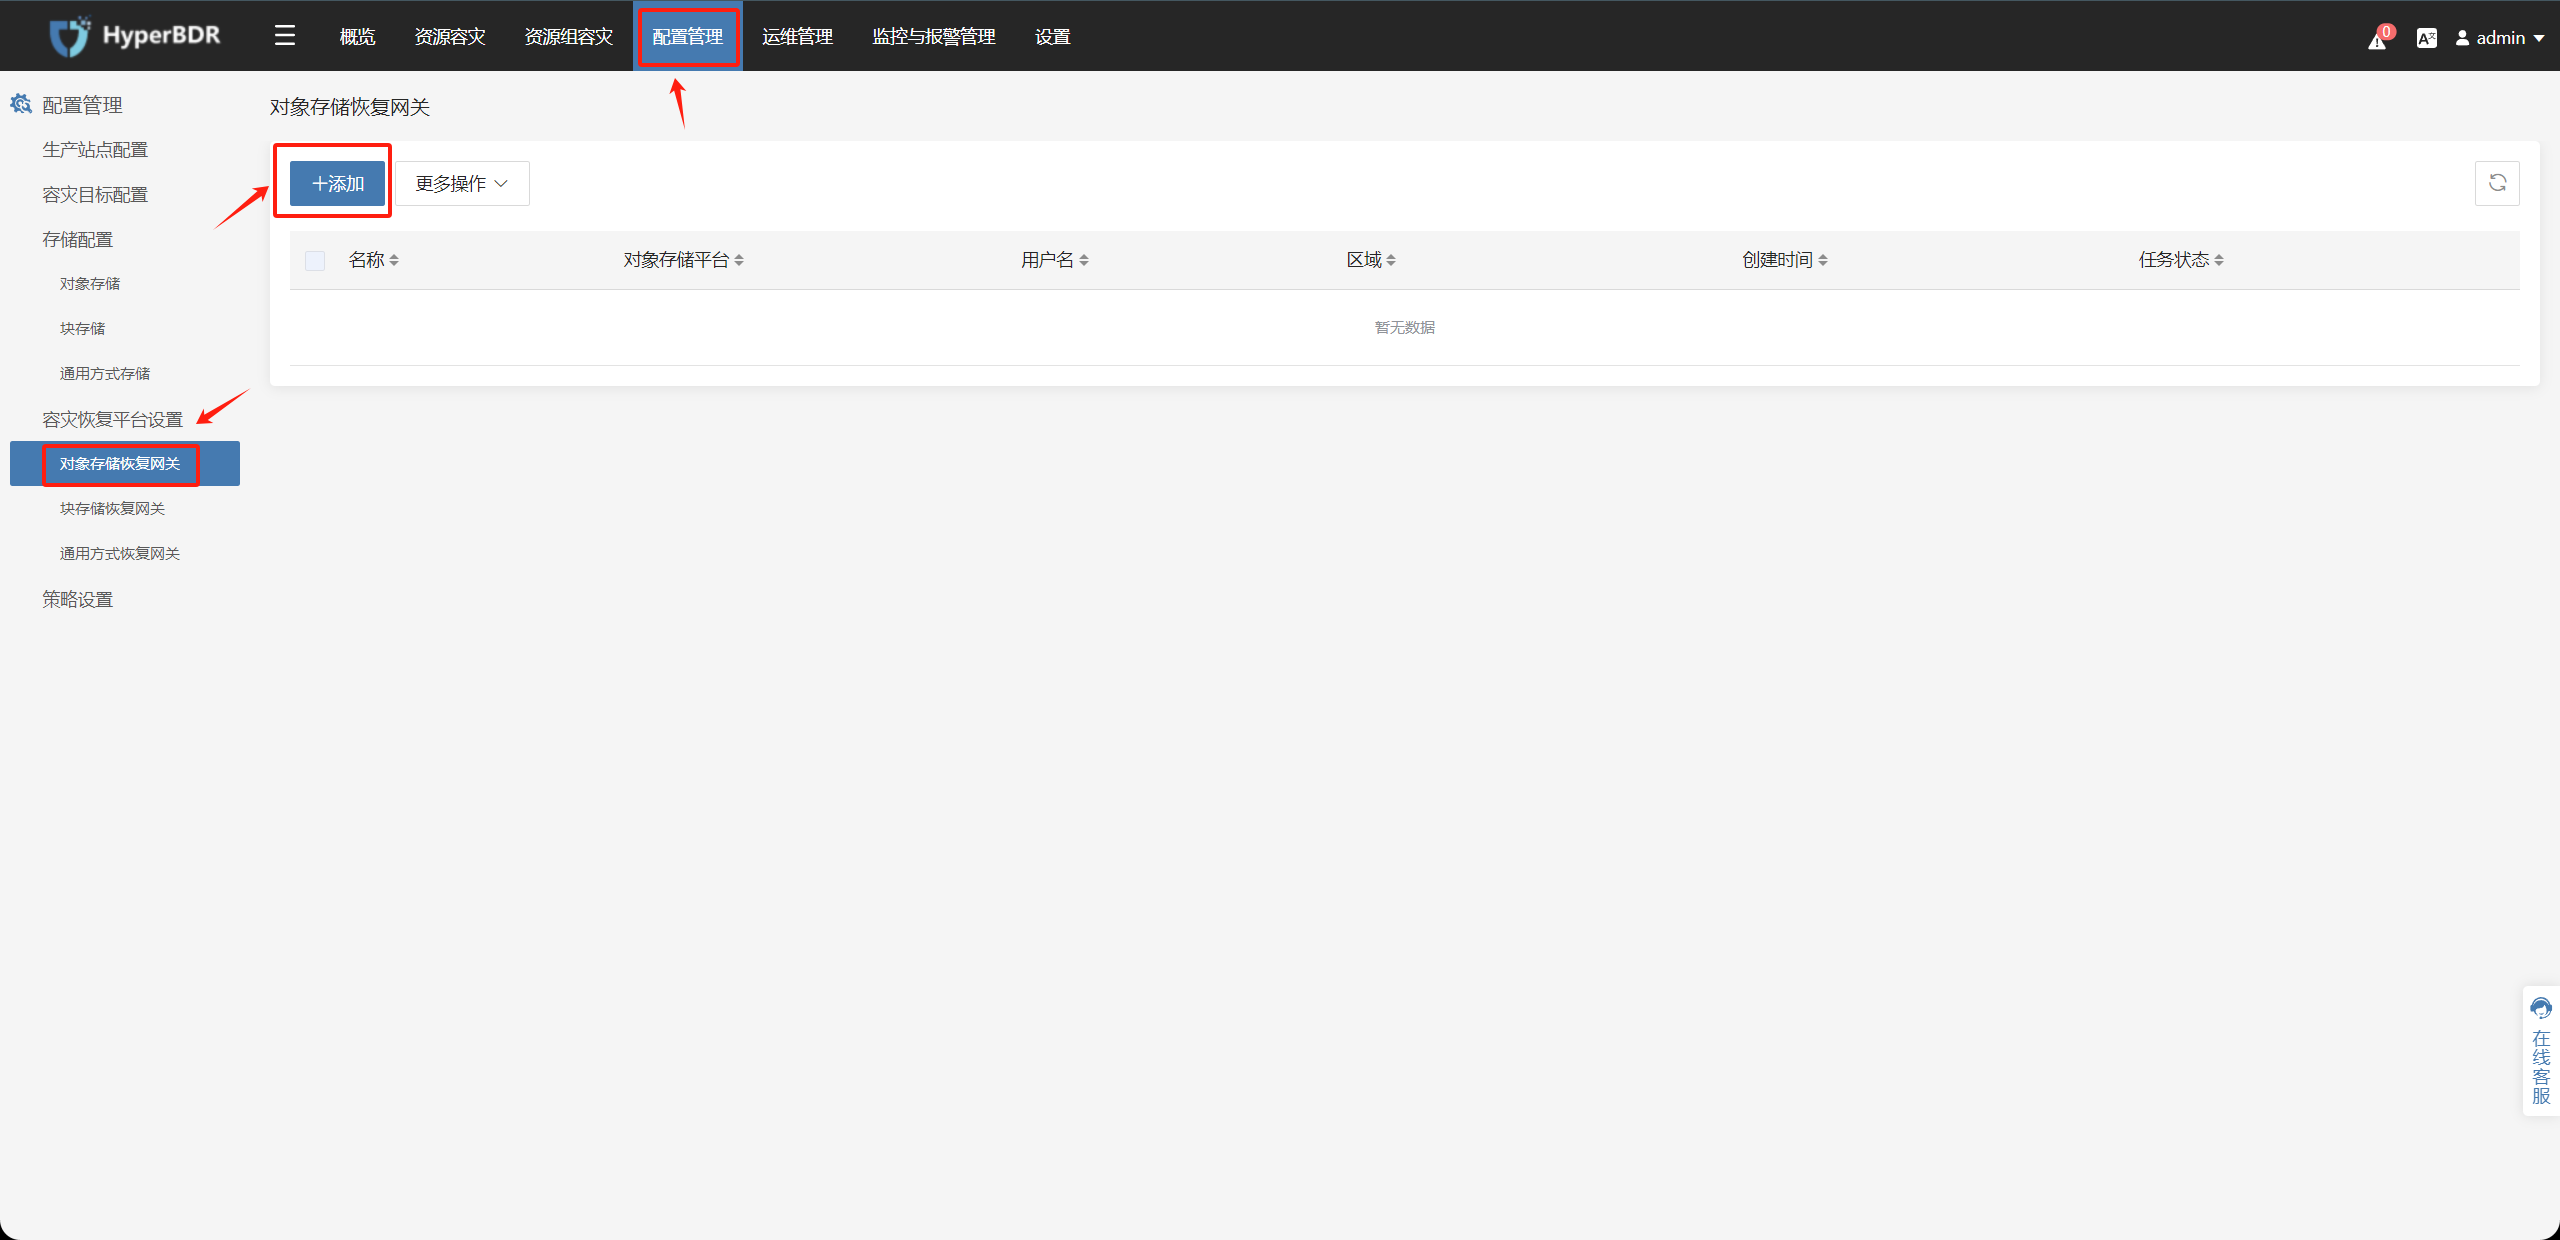 HyperBDR
概览
资源容灾
资源组容灾
配置管理
运维管理
监控与报警管理
设置
0
A文
admin
配置管理
生产站点配置
容灾目标配置
存储配置
对象存储
块存储
通用方式存储
容灾恢复平台设置
对象存储恢复网关
块存储恢复网关
通用方式恢复网关
策略设置
对象存储恢复网关
+添加
更多操作
名称
对象存储平台
用户名
区域
创建时间
任务状态
暂无数据
在线客服